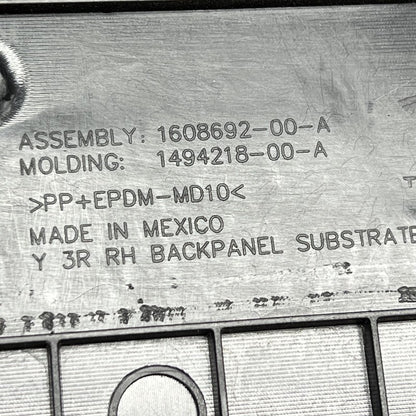 ASSEMBLY: 1608692-00-A
MOLDING: 1494218-00-A
>PP+EPDM-MD10<
MADE IN MEXICO
Y 3R RH BACKPANEL SUBSTRATE